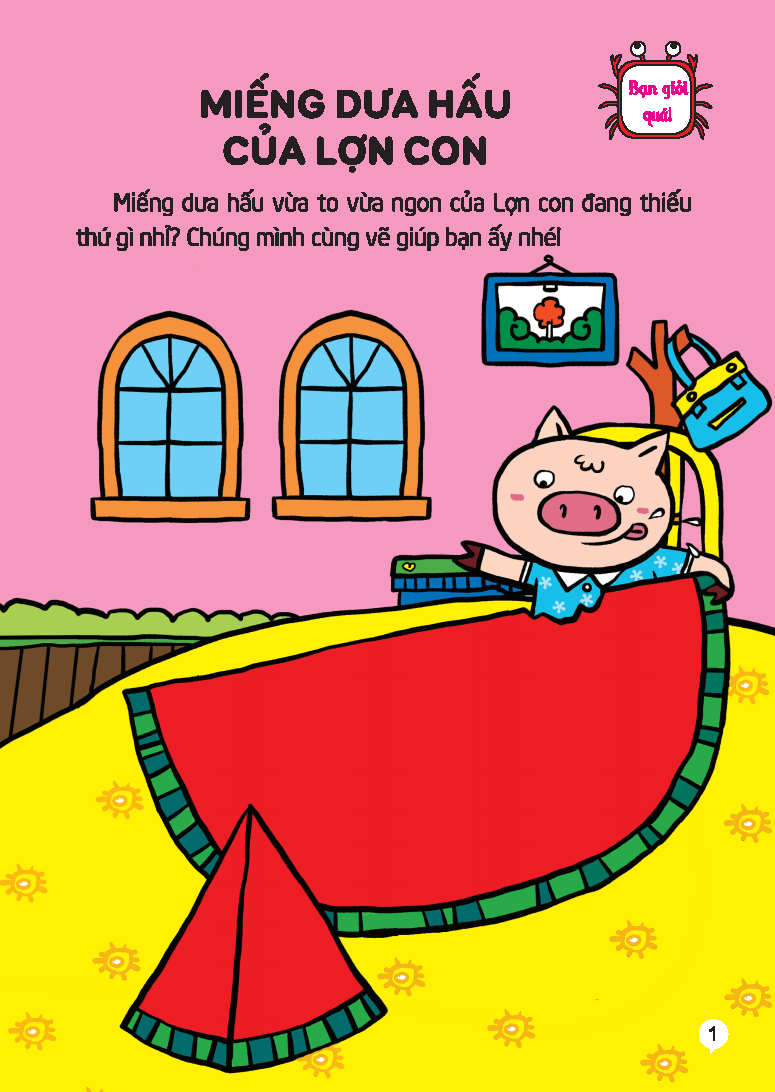 Bạn giỏi
quá!
MIẾNG DƯA HẤU
CỦA LỢN CON
Miếng dưa hấu vừa to vừa ngon của Lợn con đang thiếu
thứ gì nhỉ? Chúng mình cùng vẽ giúp bạn ấy nhé!
1